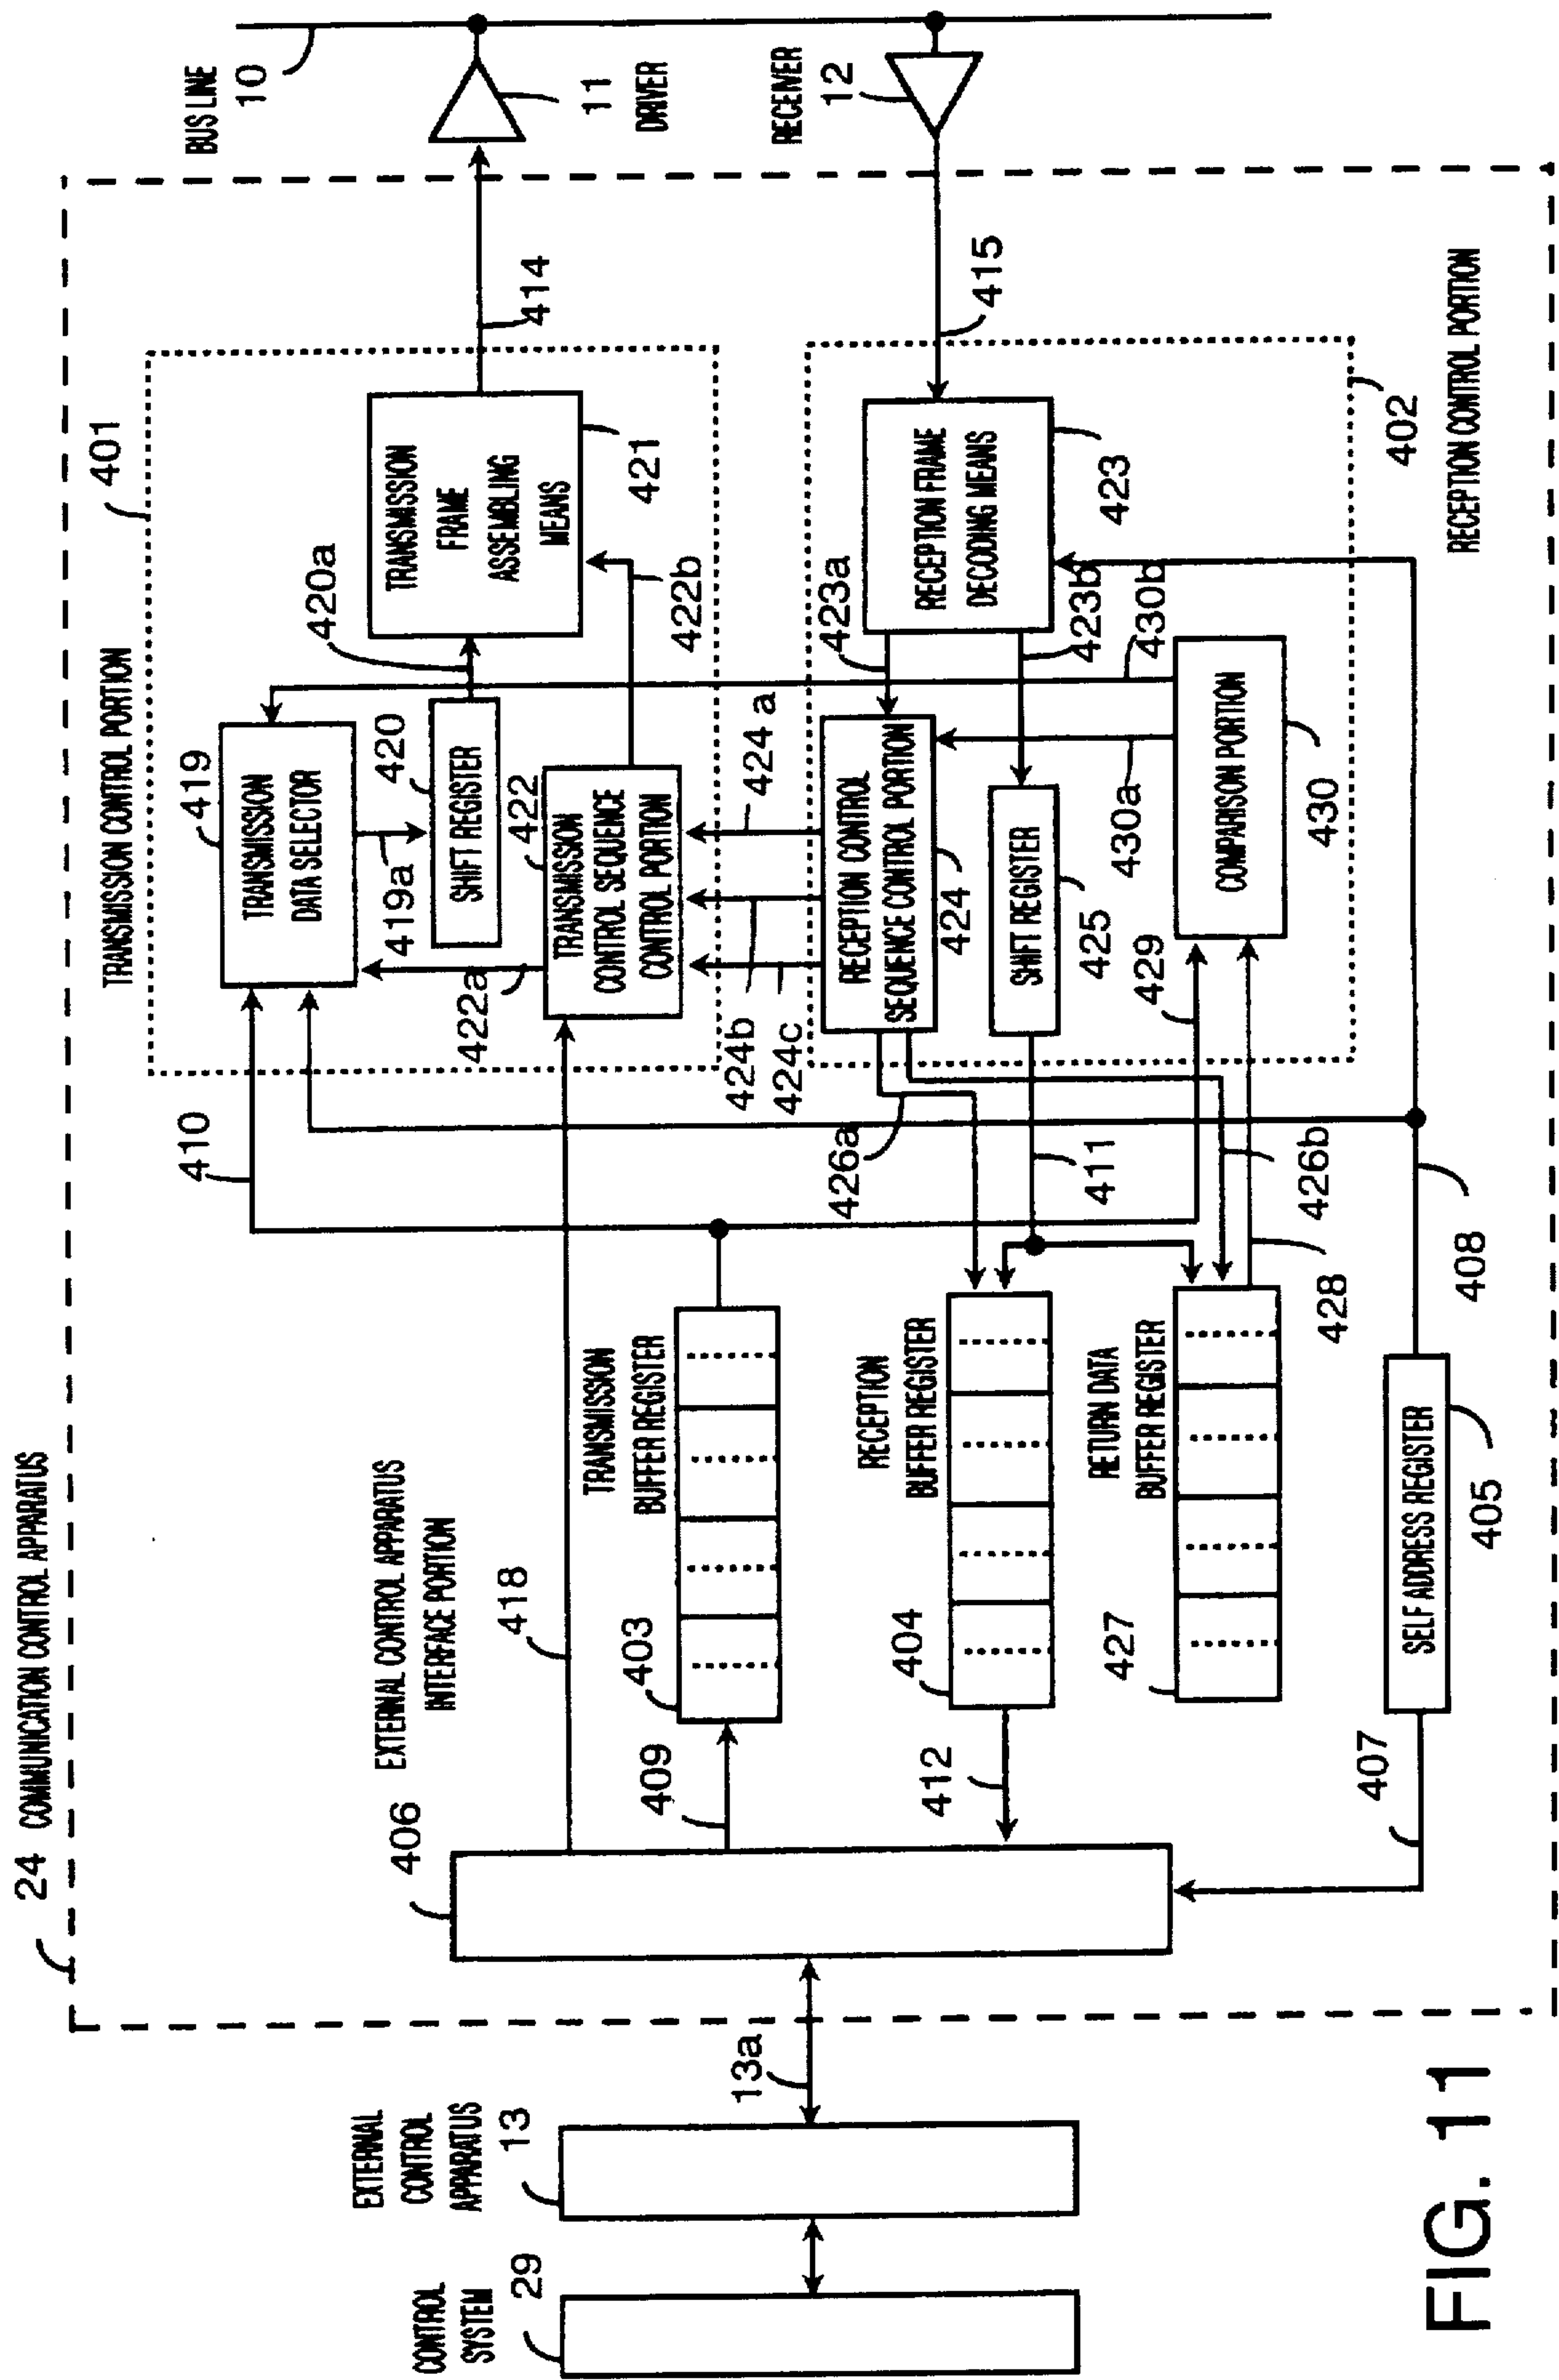 24 COMMUNICATION CONTROL APPARATUS
CONTROL
SYSTEM
29
EXTERNAL
CONTROL
APPARATUS
13
13a
406
EXTERNAL CONTROL APPARATUS
INTERFACE PORTION
418
409
412
407
403
TRANSMISSION
BUFFER REGISTER
404
RECEPTION
BUFFER REGISTER
427
RETURN DATA
BUFFER REGISTER
SELF ADDRESS REGISTER
405
408
428
426b
411
426a
410
429
TRANSMISSION CONTROL PORTION
401
419
TRANSMISSION
DATA SELECTOR
419a
420
SHIFT REGISTER
420a
422
TRANSMISSION
CONTROL SEQUENCE
CONTROL PORTION
422a
422b
TRANSMISSION
FRAME
ASSEMBLING
MEANS
421
414
424a
424b
424c
RECEPTION CONTROL
SEQUENCE CONTROL PORTION
424
SHIFT REGISTER
425
423a
423b
RECEPTION FRAME
DECODING MEANS
423
430a
430b
COMPARISON PORTION
430
415
402
RECEPTION CONTROL PORTION
BUS LINE
10
11
DRIVER
RECEIVER
12
FIG. 11